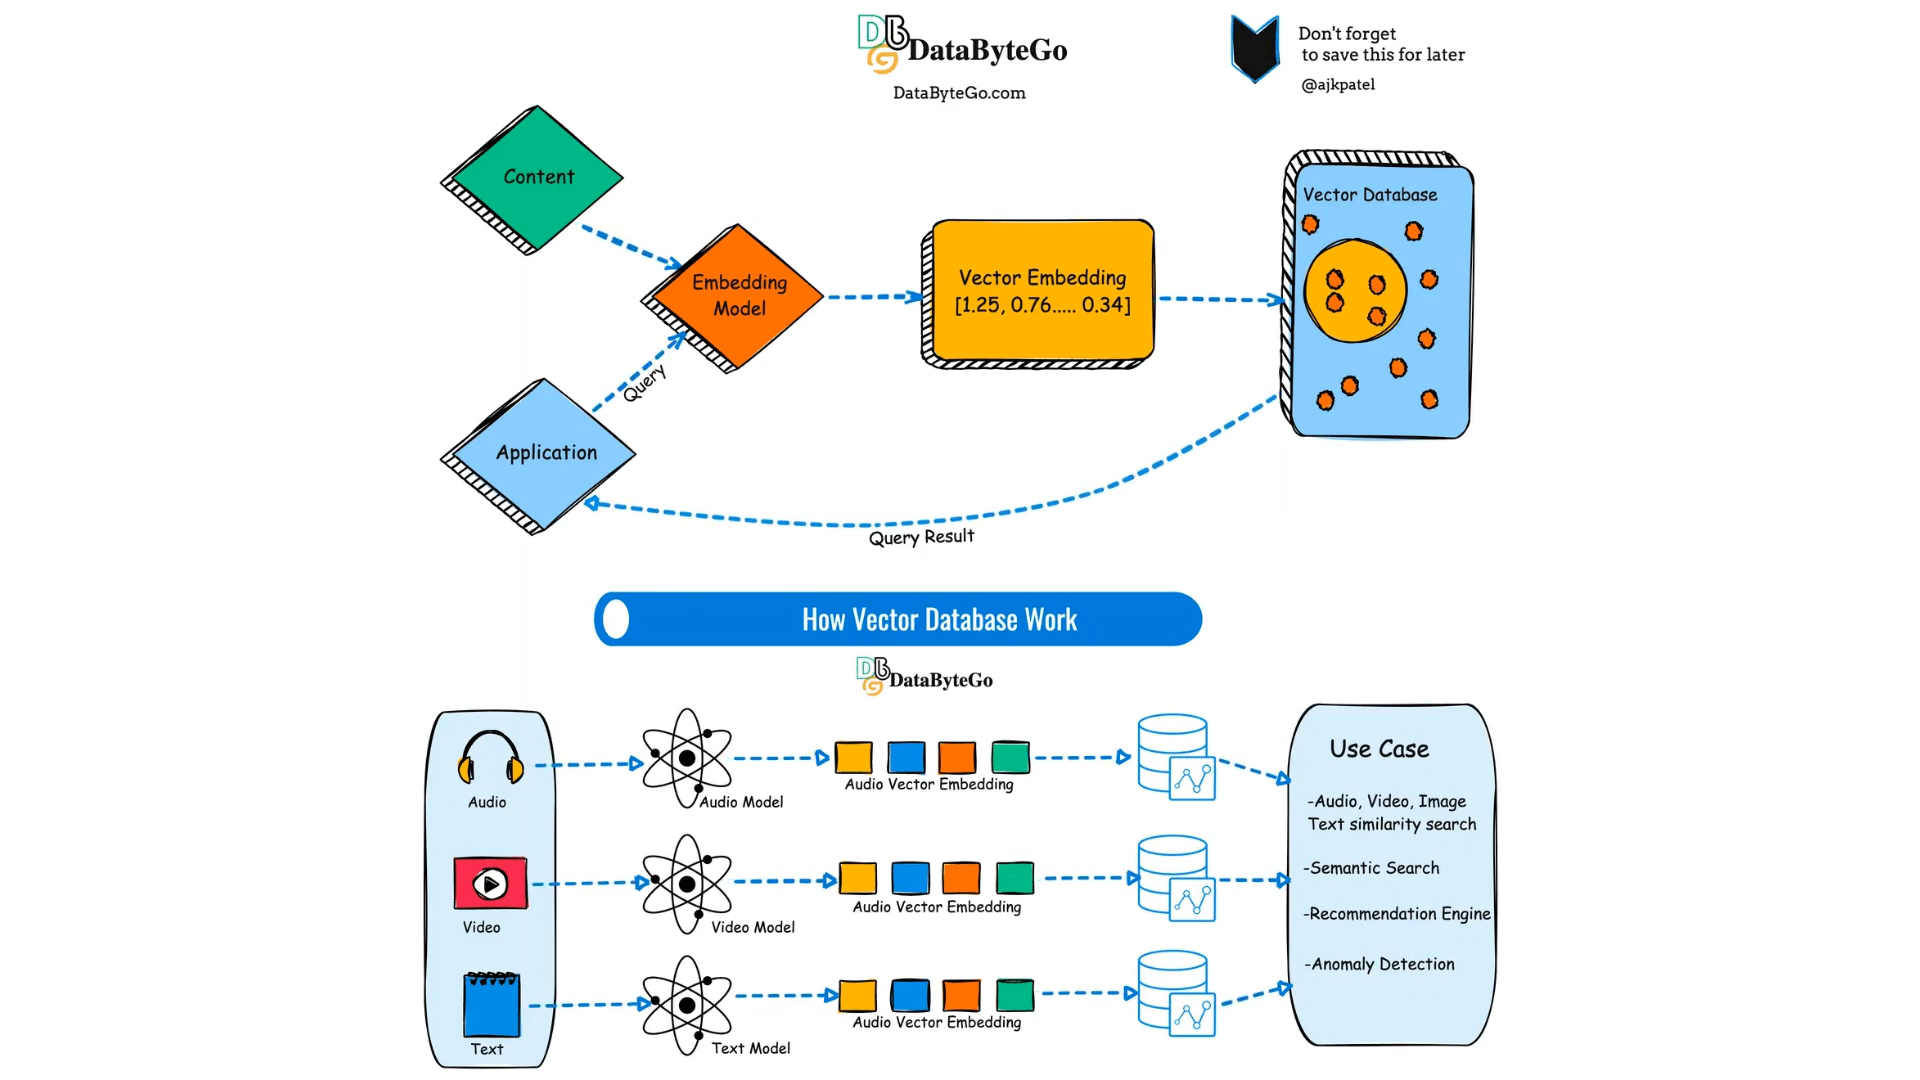 DBG DataByteGo
DataByteGo.com
Don't forget
to save this for later
@ajkpatel
Content
Embedding
Model
Vector Embedding
[1.25, 0.76..... 0.34]
Vector Database
Query
Application
Query Result
How Vector Database Work
DBG DataByteGo
Audio
Audio Model
Audio Vector Embedding
Video
Video Model
Audio Vector Embedding
Text
Text Model
Audio Vector Embedding
Use Case
-Audio, Video, Image
Text similarity search
-Semantic Search
-Recommendation Engine
-Anomaly Detection